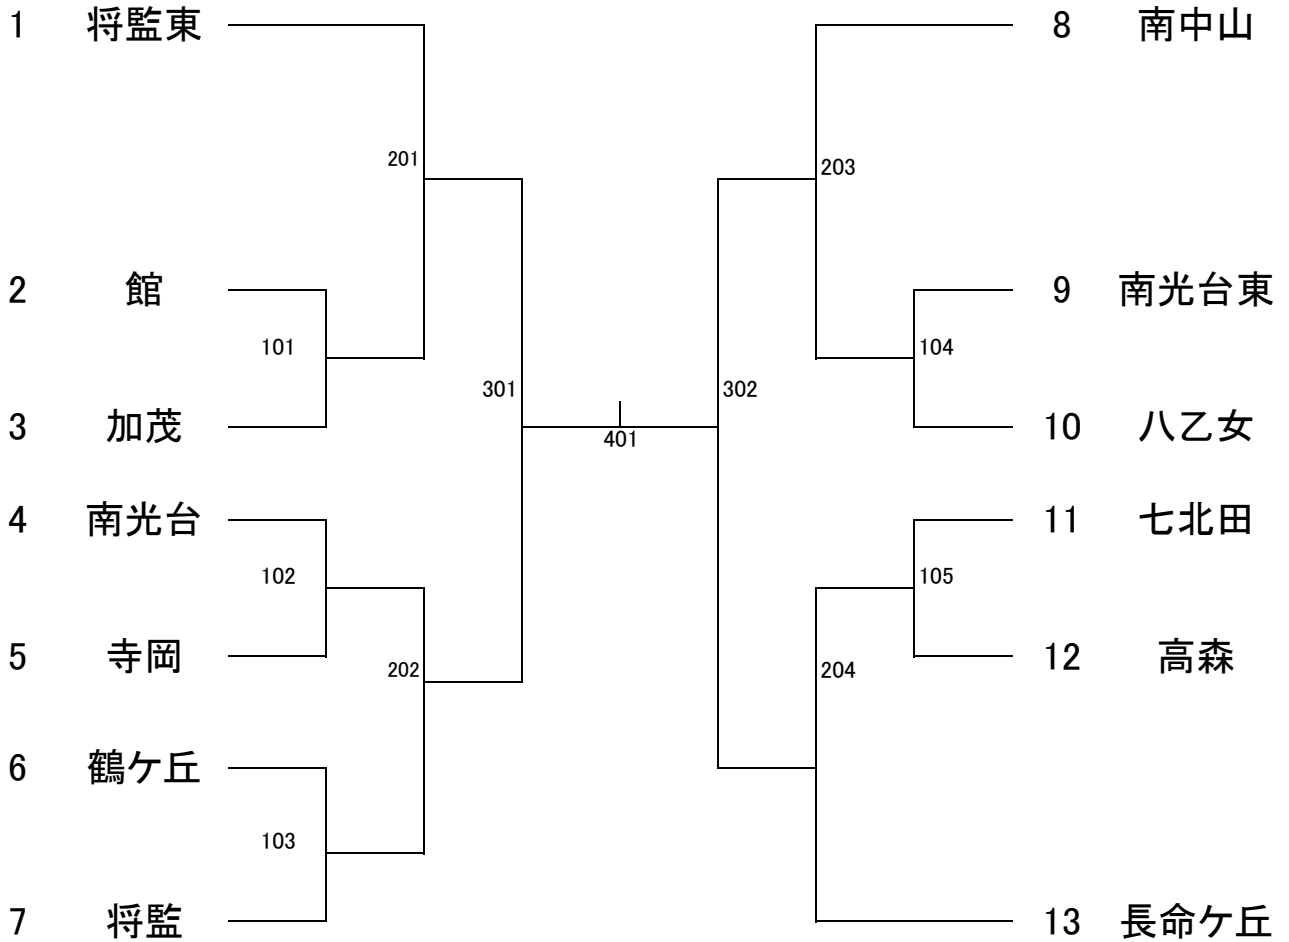 1 将監東
8 南中山
201
203
2 館
9 南光台東
101
104
301
302
3 加茂
401
10 八乙女
4 南光台
11 七北田
102
105
5 寺岡
12 高森
202
204
6 鶴ケ丘
103
7 将監
13 長命ケ丘